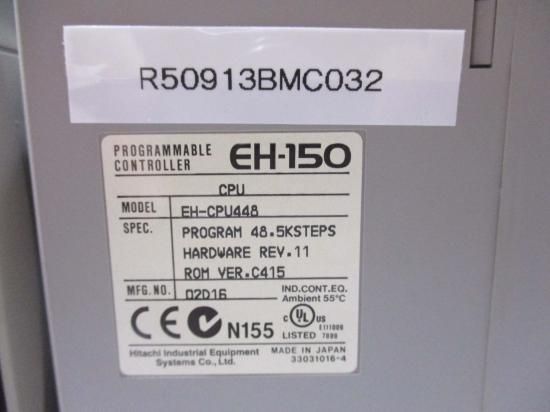 R50913BMC032
PROGRAMMABLE CONTROLLER EH-150
CPU
MODEL EH-CPU448
SPEC. PROGRAM 48.5KSTEPS
HARDWARE REV.11
ROM VER.C415
MFG.NO. 02D16
IND.CONT.EQ.
Ambient 55°C
CE N155 c UL US
LISTED
Hitachi Industrial Equipment
Systems Co., Ltd.
MADE IN JAPAN
33031016-4